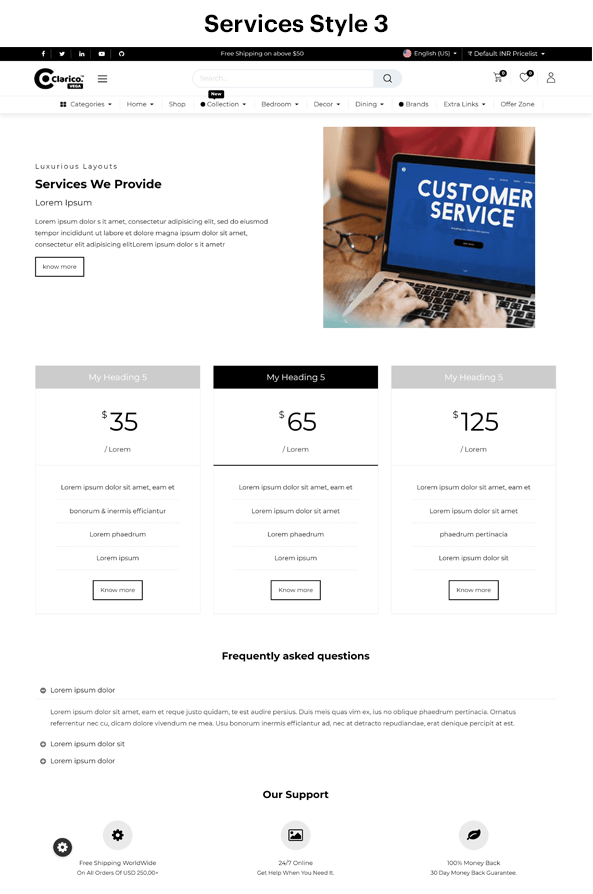 Services Style 3
Free Shipping on above $50
English (US)
₹ Default INR Pricelist
Clarico
VEGA
Search...
0
0
New
Categories
Home
Shop
Collection
Bedroom
Decor
Dining
Brands
Extra Links
Offer Zone
Luxurious Layouts
Services We Provide
Lorem Ipsum
Lorem ipsum dolor s it amet, consectetur adipisicing elit, sed do eiusmod
tempor incididunt ut labore et dolore magna ipsum dolor sit amet,
consectetur elit adipisicing elitLorem ipsum dolor s it ametr
know more
CUSTOMER
SERVICE
My Heading 5
$ 35
/ Lorem
Lorem ipsum dolor sit amet, eam et
bonorum & inermis efficiantur
Lorem phaedrum
Lorem ipsum
Know more
My Heading 5
$ 65
/ Lorem
Lorem ipsum dolor sit amet, eam et
Lorem ipsum dolor sit amet
Lorem phaedrum
Lorem ipsum
Know more
My Heading 5
$ 125
/ Lorem
Lorem ipsum dolor sit amet, eam et
Lorem ipsum dolor sit amet
phaedrum pertinacia
Lorem ipsum dolor sit
Know more
Frequently asked questions
Lorem ipsum dolor
Lorem ipsum dolor sit amet, eam et reque justo quidam, te est audire persius. Duis meis quas vim ex, ius no oblique phaedrum pertinacia. Ornatus
referrentur nec cu, dicam dolore vivendum ne mea. Usu bonorum inermis efficiantur ad, nec at detracto repudiandae, erat denique percipit at est.
Lorem ipsum dolor sit
Lorem ipsum dolor
Our Support
Free Shipping WorldWide
On All Orders Of USD 250,00+
24/7 Online
Get Help When You Need It.
100% Money Back
30 Day Money Back Guarantee.